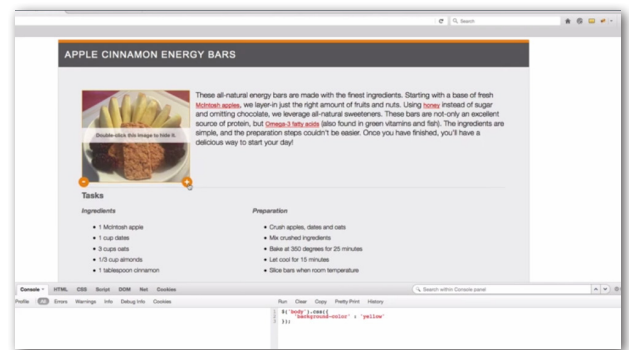 Search
APPLE CINNAMON ENERGY BARS
These all-natural energy bars are made with the finest ingredients. Starting with a base of fresh
McIntosh apples, we layer-in just the right amount of fruits and nuts. Using honey instead of sugar
and omitting chocolate, we leverage all-natural sweeteners. These bars are not-only an excellent
source of protein, but Omega-3 fatty acids (also found in green vitamins and fish). The ingredients are
simple, and the preparation steps couldn't be easier. Once you have finished, you'll have a
delicious way to start your day!
Double-click this image to hide it.
Tasks
Ingredients
• 1 McIntosh apple
• 1 cup dates
• 3 cups oats
• 1/3 cup almonds
• 1 tablespoon cinnamon
Preparation
• Crush apples, dates and oats
• Mix crushed ingredients
• Bake at 350 degrees for 25 minutes
• Let cool for 15 minutes
• Slice bars when room temperature
Console HTML CSS Script DOM Net Cookies
Search within Console panel
Profile All Errors Warnings Info Debug Info Cookies
Run Clear Copy Pretty Print History
1 $('body').css({
2 'background-color' : 'yellow'
3 });